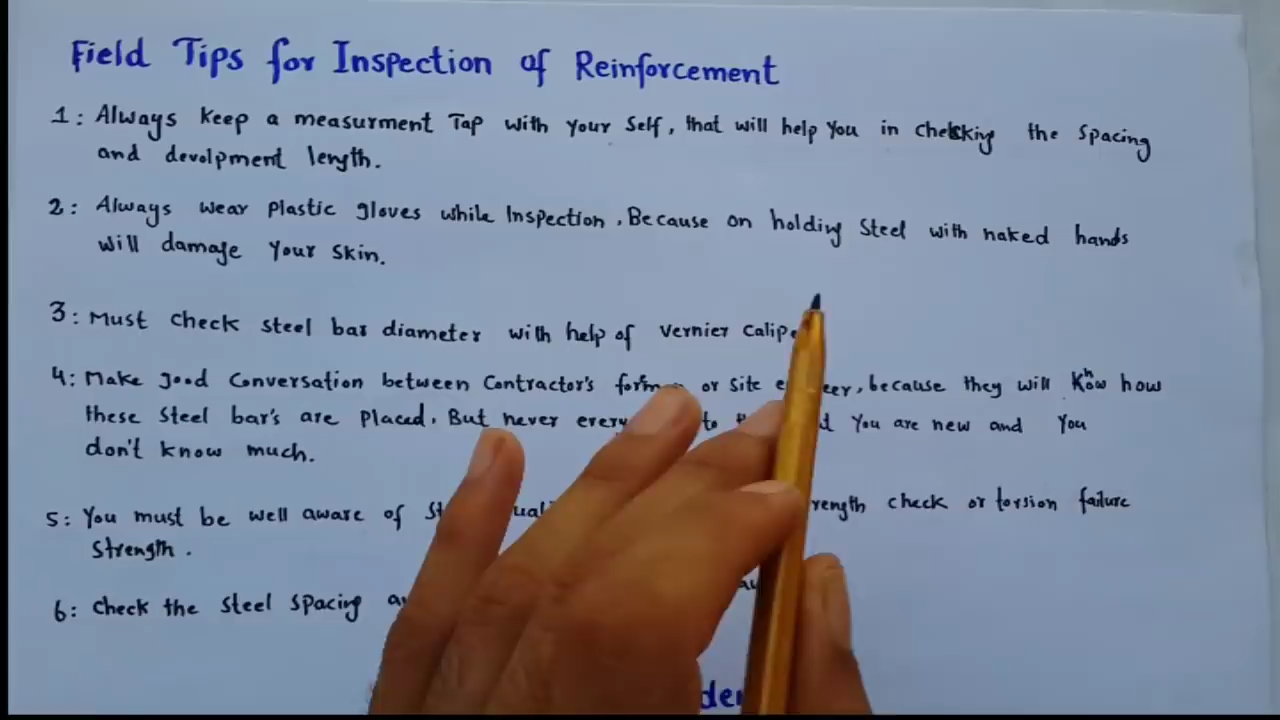 Field Tips for Inspection of Reinforcement
1: Always keep a measurment Tap with your self, that will help you in checking the spacing
and devolpment length.
2: Always wear plastic gloves while Inspection. Because on holding steel with naked hands
will damage your skin.
3: Must check steel bar diameter with help of vernier
4: Make good conversation between contractor's or site because they will know how
these steel bar's are placed. But never you are new and you
don't know much.
5: You must be well aware of check or torsion failure
strength.
6: check the steel spacing